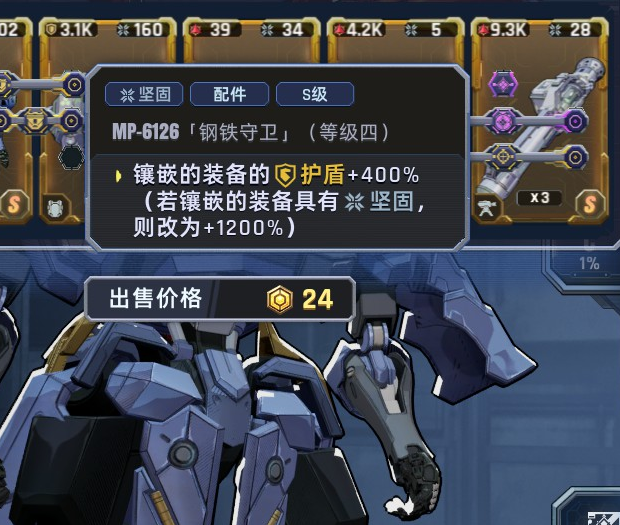 02
3.1K
160
39
34
4.2K
5
9.3K
28
坚固
配件
S级
MP-6126「钢铁守卫」（等级四）
镶嵌的装备的护盾+400%
（若镶嵌的装备具有坚固，
则改为+1200%）
S
X3
S
出售价格
24
1%